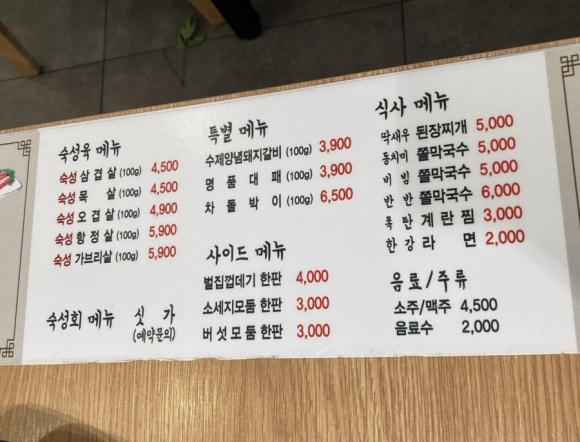 숙성육 메뉴
숙성 삼겹살 (100g) 4,500
숙성 목 살 (100g) 4,500
숙성 오겹살 (100g) 4,900
숙성 항정살 (100g) 5,900
숙성 가브리살 (100g) 5,900
숙성회 메뉴 싯가
(예약문의)
특별 메뉴
수제양념돼지갈비 (100g) 3,900
명품대패 (100g) 3,900
차돌박이 (100g) 6,500
사이드 메뉴
벌집껍데기 한판 4,000
소세지모둠 한판 3,000
버섯모둠 한판 3,000
식사 메뉴
딱새우 된장찌개 5,000
동치미 쫄막국수 5,000
비빔 쫄막국수 5,000
반반 쫄막국수 6,000
폭탄계란찜 3,000
한강라면 2,000
음료/주류
소주/맥주 4,500
음료수 2,000